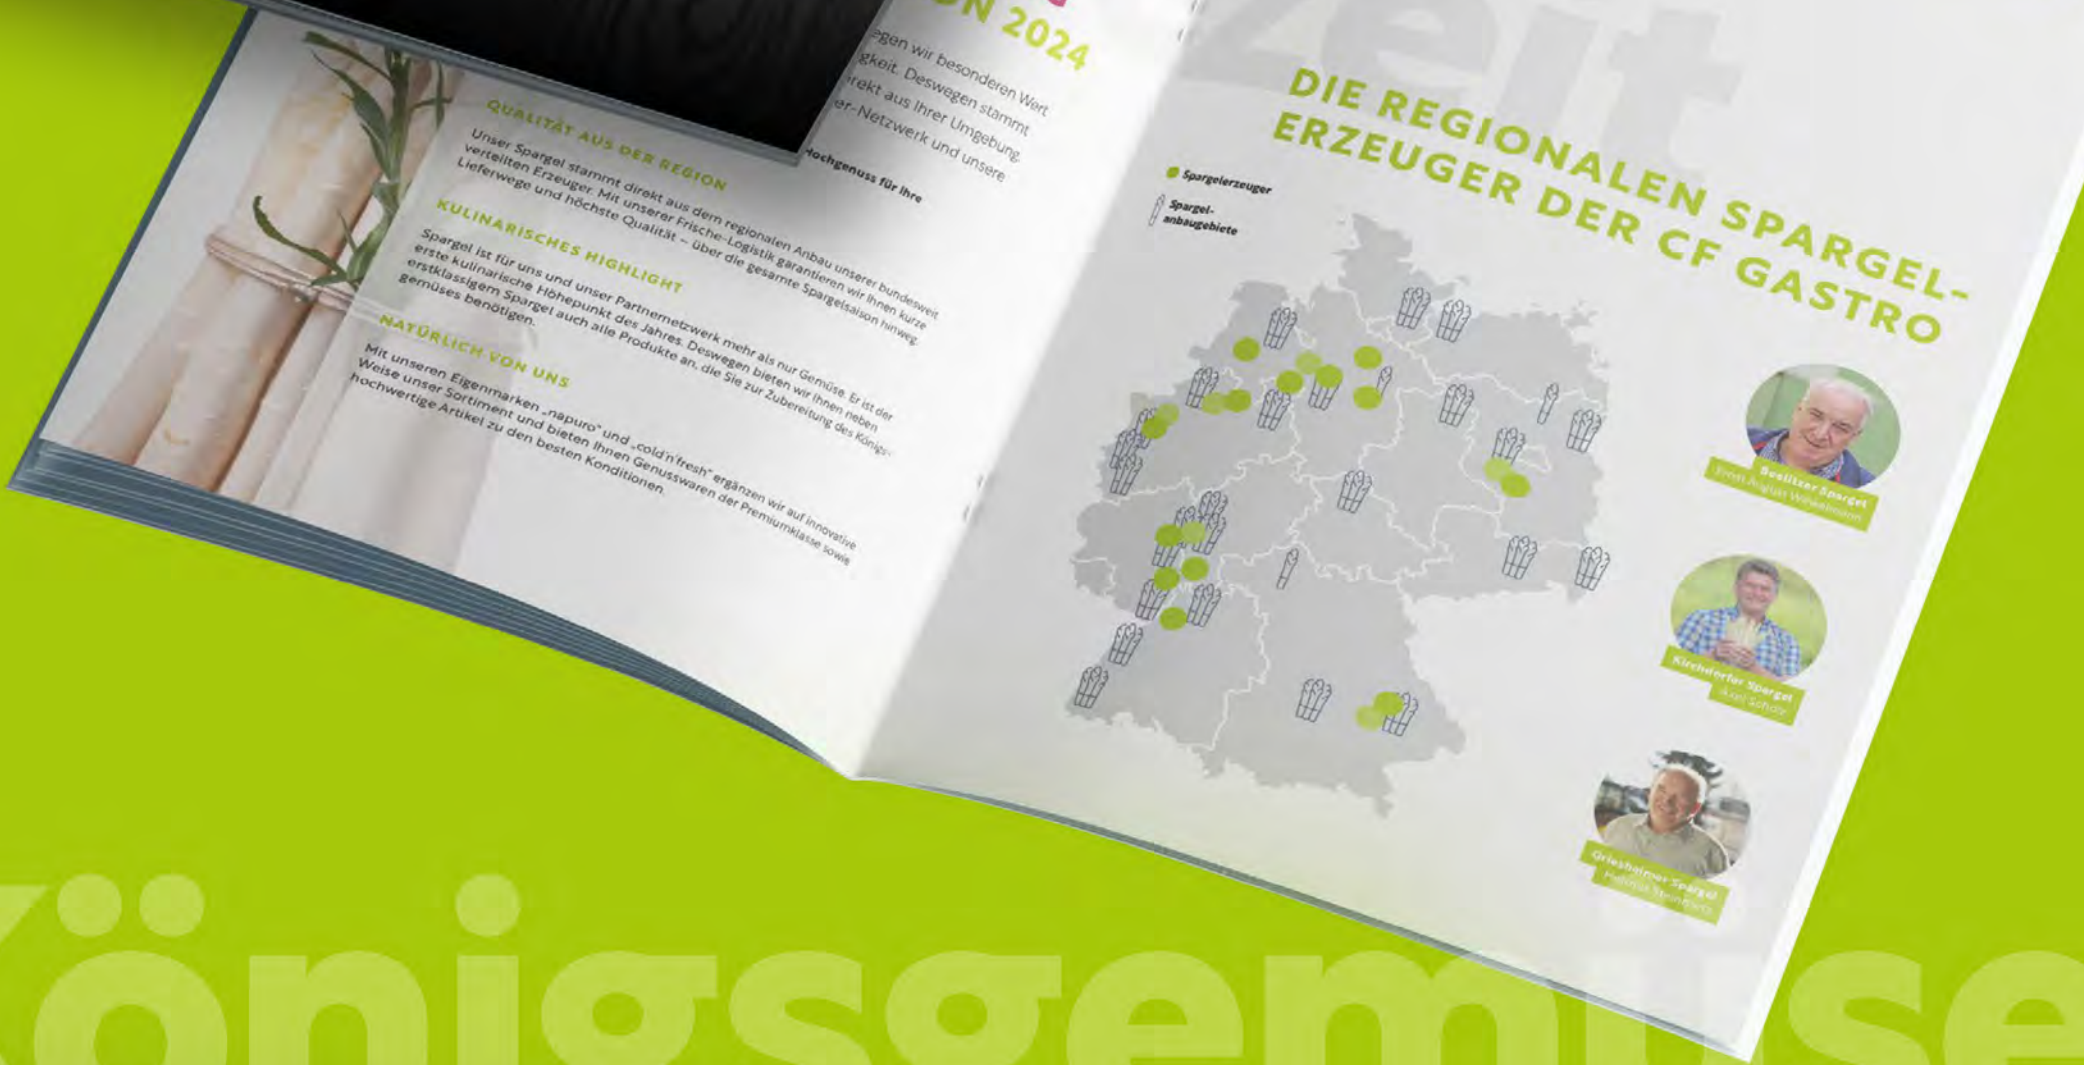 ON 2024
egen wir besonderen Wert
gkeit. Deswegen stammt
rekt aus Ihrer Umgebung.
er-Netzwerk und unsere
Hochgenuss für Ihre
QUALITÄT AUS DER REGION
Unser Spargel stammt direkt aus dem regionalen Anbau unserer bundesweit
verteilten Erzeuger. Mit unserer Frische-Logistik garantieren wir Ihnen kurze
Lieferwege und höchste Qualität – über die gesamte Spargelsaison hinweg.
KULINARISCHES HIGHLIGHT
Spargel ist für uns und unser Partnernetzwerk mehr als nur Gemüse. Er ist der
erste kulinarische Höhepunkt des Jahres. Deswegen bieten wir Ihnen neben
erstklassigem Spargel auch alle Produkte an, die Sie zur Zubereitung des Königs-
gemüses benötigen.
NATÜRLICH VON UNS
Mit unseren Eigenmarken „napuro“ und „cold'n'fresh“ ergänzen wir auf innovative
Weise unser Sortiment und bieten Ihnen Genusswaren der Premiumklasse sowie
hochwertige Artikel zu den besten Konditionen.
zeit
DIE REGIONALEN SPARGEL-
ERZEUGER DER CF GASTRO
Spargelerzeuger
Spargel-
anbaugebiete
Beelitzer Spargel
Ernst August Winkelmann
Kirchdorfer Spargel
Axel Scholz
Griesheimer Spargel
Königsgemüse